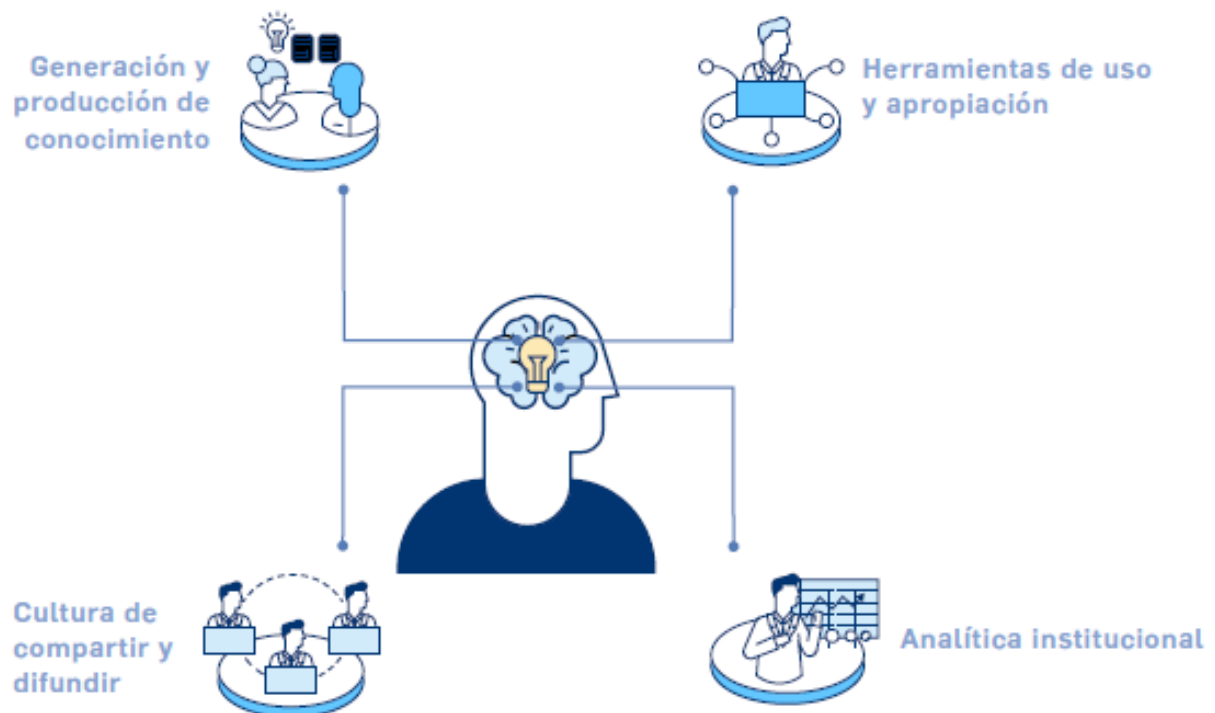 Generación y
producción de
conocimiento
Herramientas de uso
y apropiación
Cultura de
compartir y
difundir
Analítica institucional